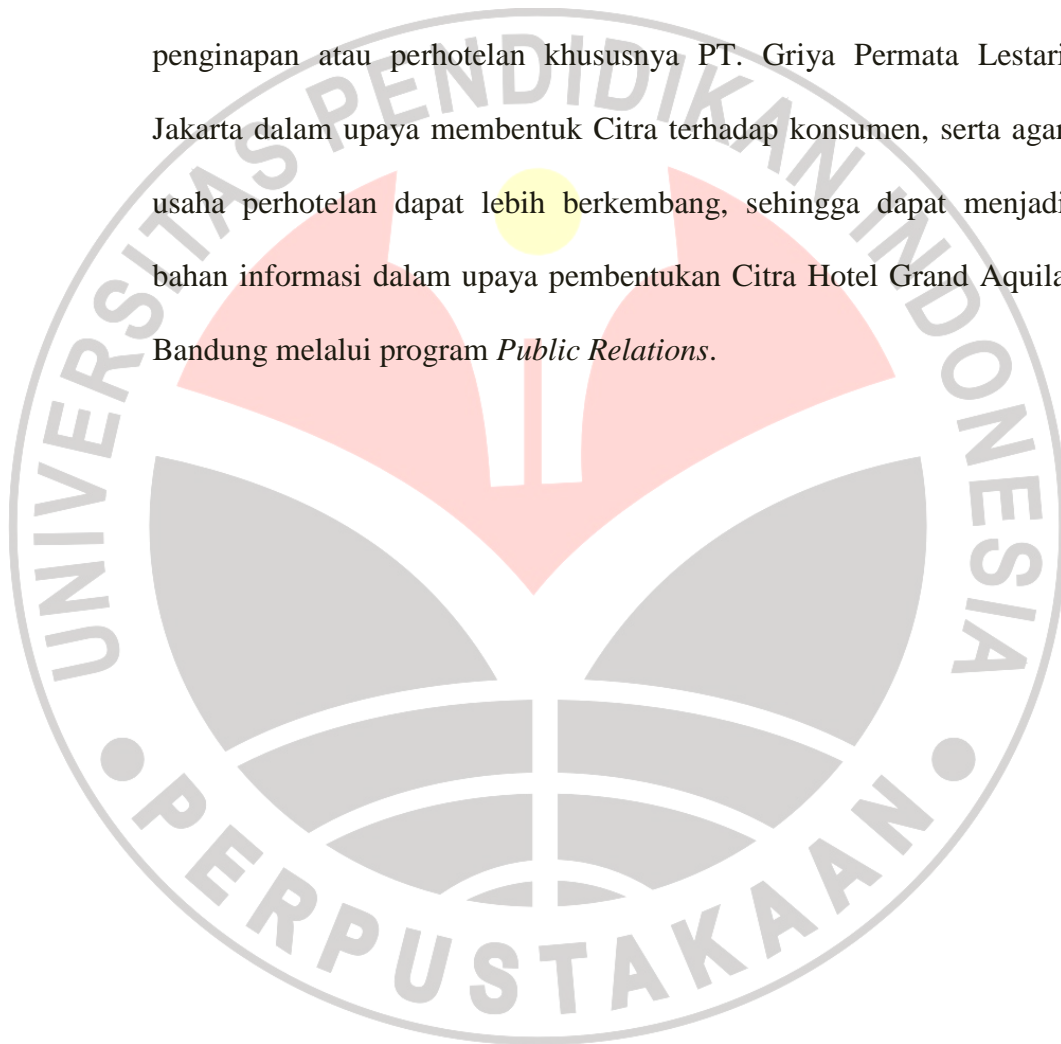 penginapan atau perhotelan khususnya PT. Griya Permata Lestari
Jakarta dalam upaya membentuk Citra terhadap konsumen, serta agar
usaha perhotelan dapat lebih berkembang, sehingga dapat menjadi
bahan informasi dalam upaya pembentukan Citra Hotel Grand Aquila
Bandung melalui program Public Relations.
UNIVERSITAS PENDIDIKAN INDONESIA
PERPUSTAKAAN